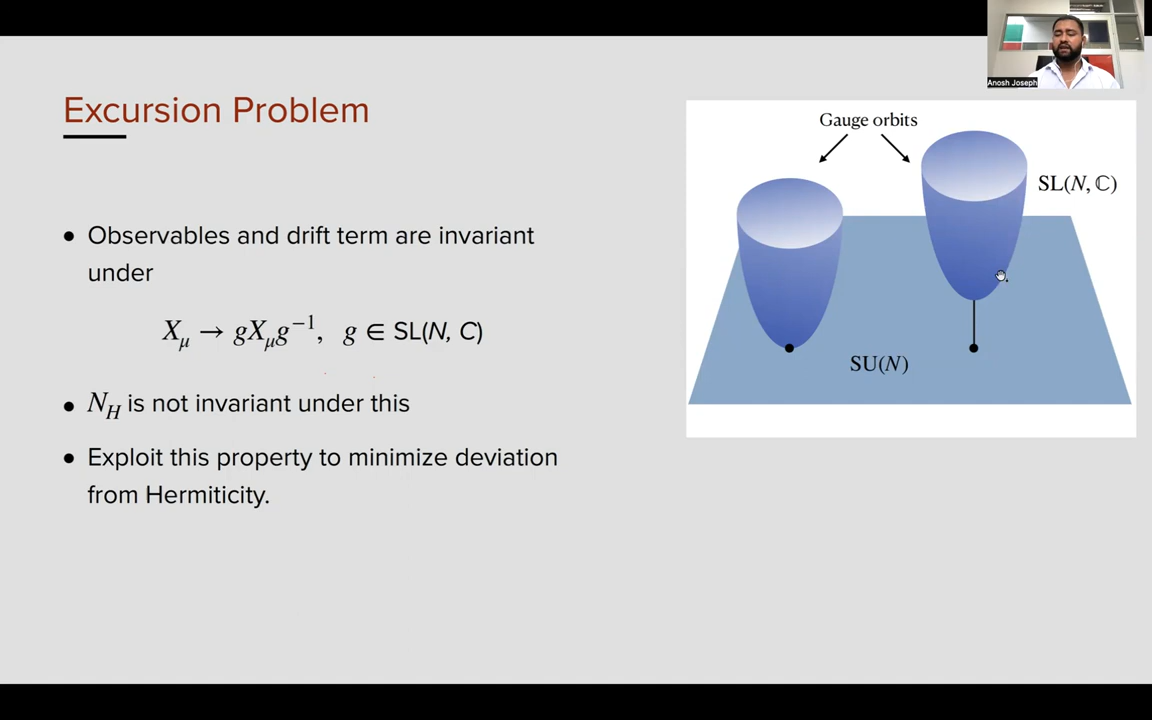 Anosh Joseph
Excursion Problem
Gauge orbits
SL(N, ℂ)
SU(N)
• Observables and drift term are invariant
under
X_μ → gX_μg⁻¹, g ∈ SL(N, C)
• N_H is not invariant under this
• Exploit this property to minimize deviation
from Hermiticity.